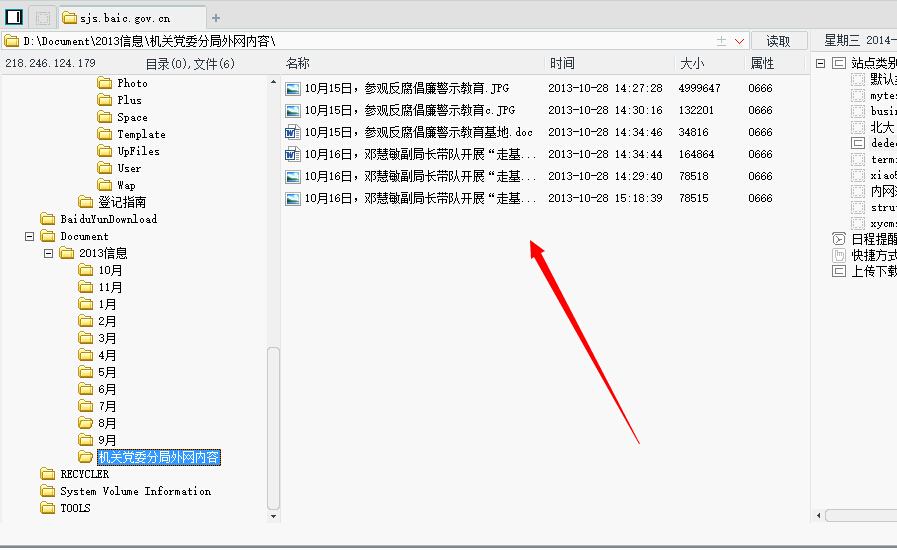 sjs.baic.gov.cn
D:\Document\2013信息\机关党委分局外网内容\
读取
星期三 2014-
218.246.124.179
目录(0),文件(6)
名称 时间 大小 属性
10月15日，参观反腐倡廉警示教育.JPG 2013-10-28 14:27:28 4999647 0666
10月15日，参观反腐倡廉警示教育c.JPG 2013-10-28 14:30:16 132201 0666
10月15日，参观反腐倡廉警示教育基地.doc 2013-10-28 14:34:46 34816 0666
10月16日，邓慧敏副局长带队开展“走基... 2013-10-28 14:34:44 164864 0666
10月16日，邓慧敏副局长带队开展“走基... 2013-10-28 14:29:40 78518 0666
10月16日，邓慧敏副局长带队开展“走基... 2013-10-28 15:18:39 78515 0666
Photo
Plus
Space
Template
UpFiles
User
Wap
登记指南
BaiduYunDownload
Document
2013信息
10月
11月
1月
2月
3月
4月
5月
6月
7月
8月
9月
机关党委分局外网内容
RECYCLER
System Volume Information
TOOLS
站点类别
默认
mytes
busi
北大
dede
term
xiao
内网
stru
xycm
日程提醒
快捷方式
上传下载